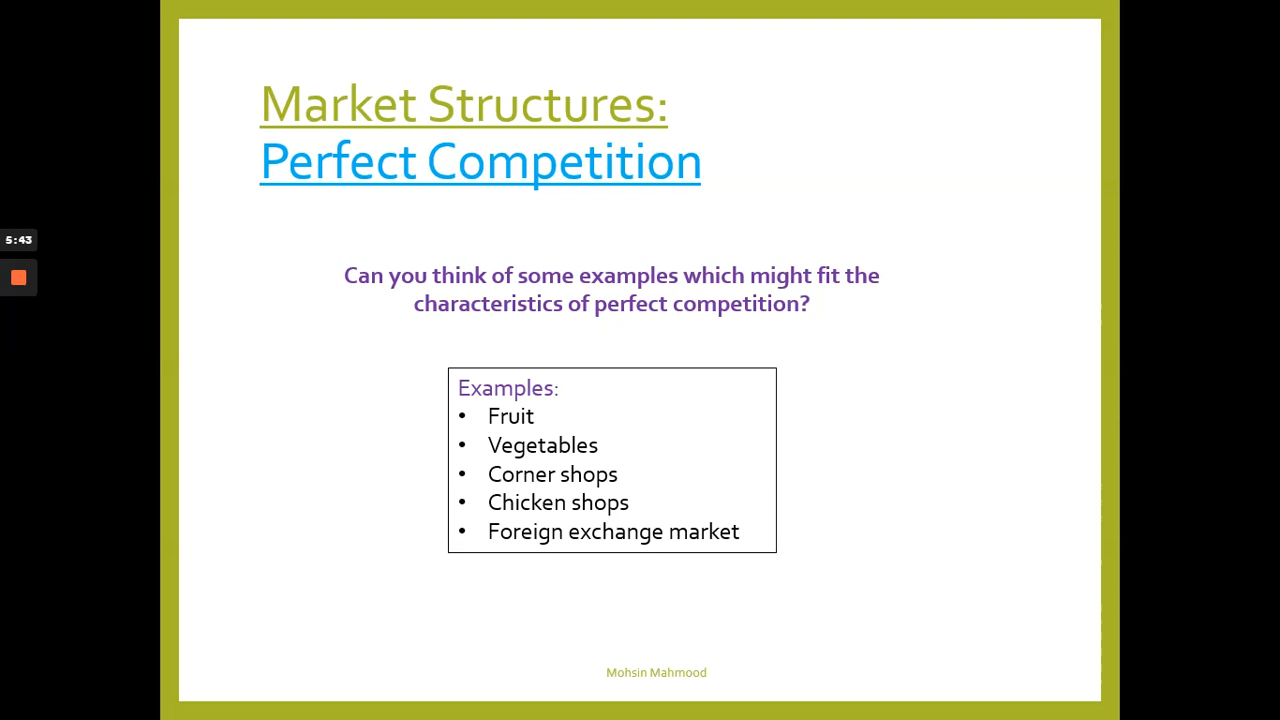 Market Structures:
Perfect Competition
5:43
Can you think of some examples which might fit the
characteristics of perfect competition?
Examples:
• Fruit
• Vegetables
• Corner shops
• Chicken shops
• Foreign exchange market
Mohsin Mahmood